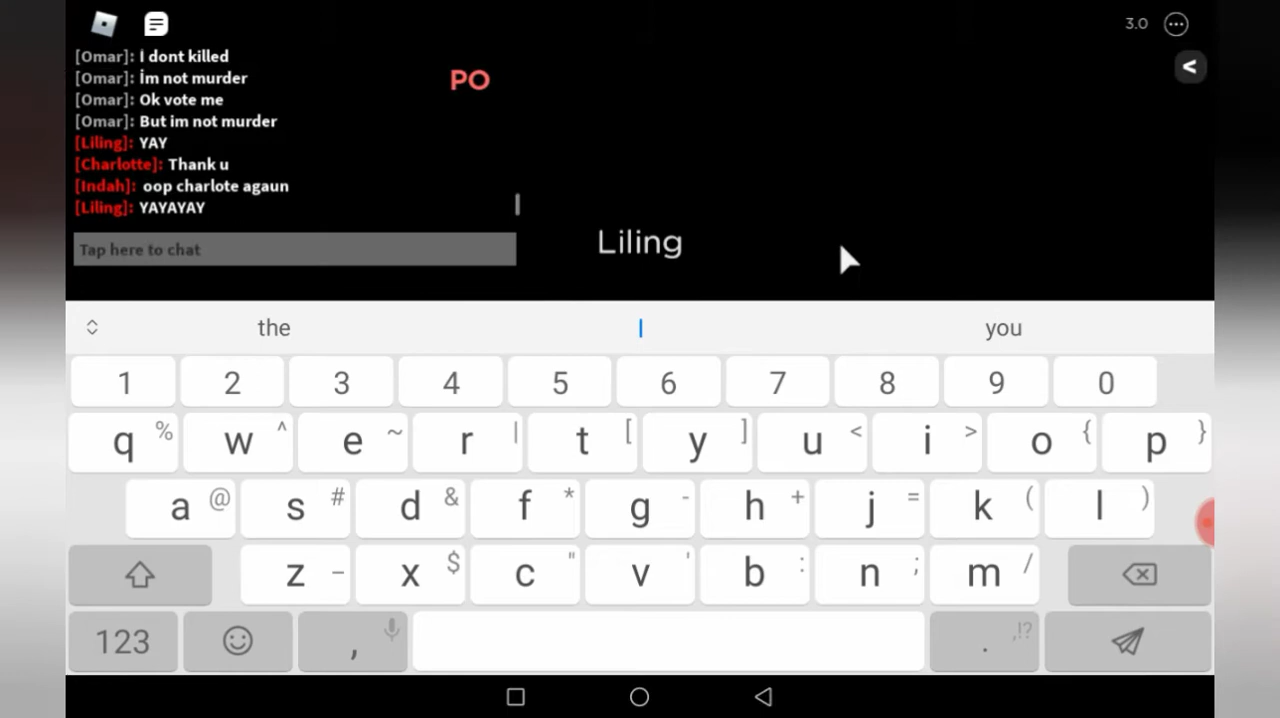 3.0
[Omar]: I dont killed
[Omar]: İm not murder
[Omar]: Ok vote me
[Omar]: But im not murder
[Liling]: YAY
[Charlotte]: Thank u
[Indah]: oop charlote agaun
[Liling]: YAYAYAY
PO
<
Tap here to chat
Liling
the
you
1 2 3 4 5 6 7 8 9 0
q % w ^ e ~ r | t [ y ] u < i > o { p }
a @ s # d & f * g - h + j = k ( l )
z _ x $ c " v ' b : n ; m /
123 , . ,!?